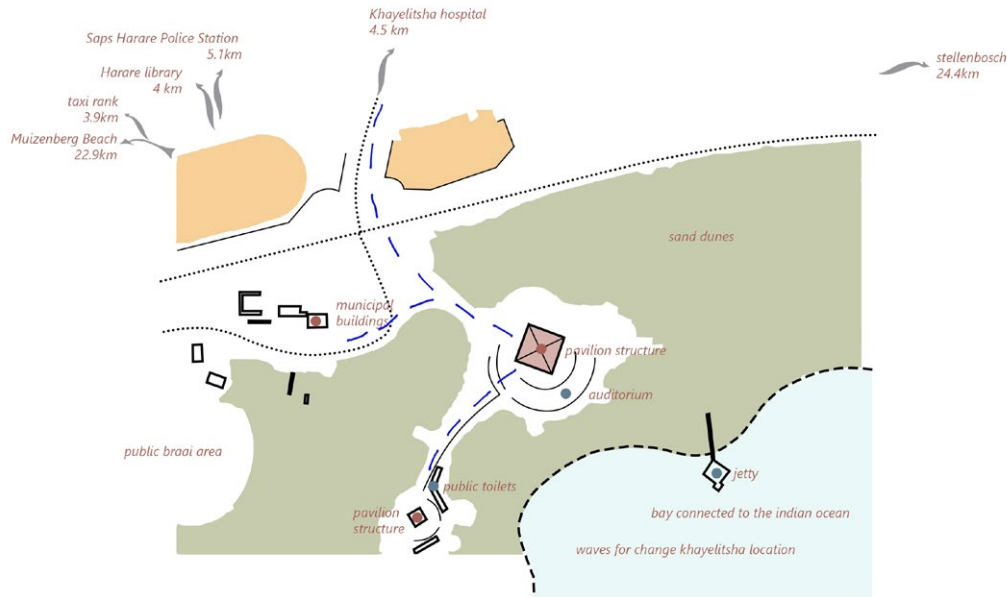 Khayelitsha hospital
4.5 km
Saps Harare Police Station
5.1km
Harare library
4 km
taxi rank
3.9km
Muizenberg Beach
22.9km
stellenbosch
24.4km
sand dunes
municipal
buildings
pavilion structure
auditorium
public braai area
public toilets
jetty
pavilion
structure
bay connected to the indian ocean
waves for change khayelitsha location